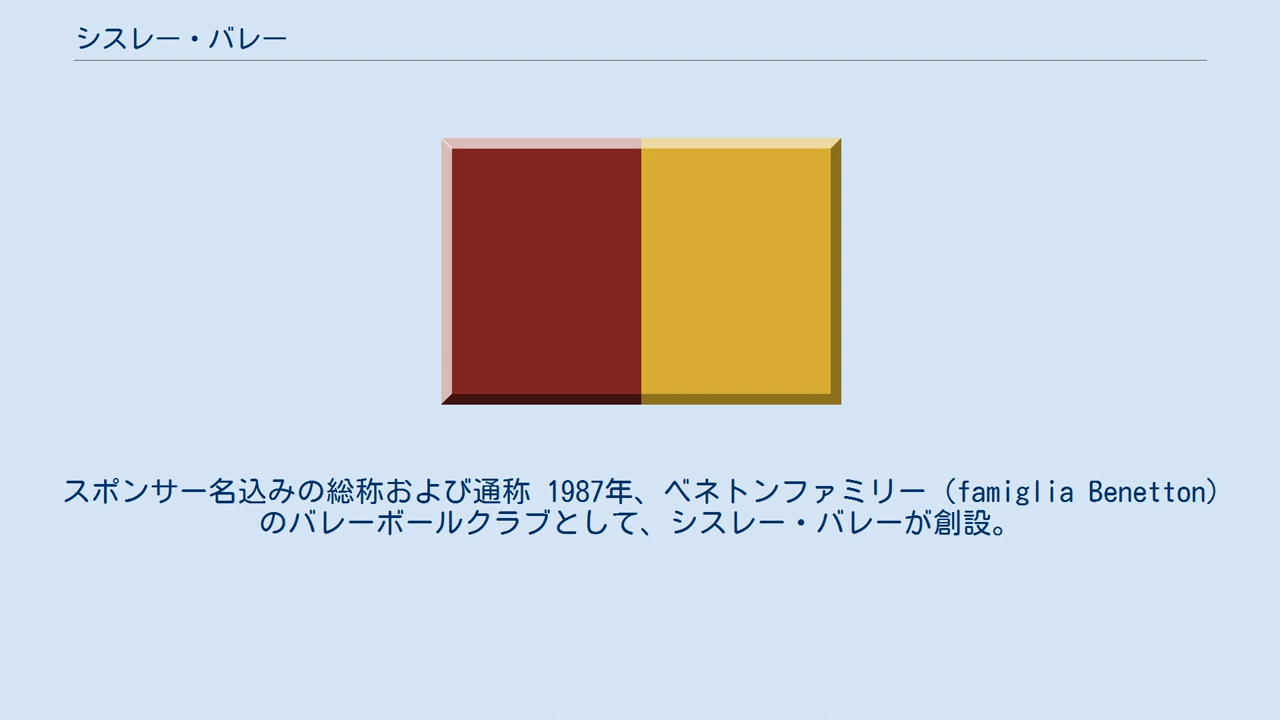 シスレー・バレー
スポンサー名込みの総称および通称 1987年、ベネトンファミリー（famiglia Benetton）
のバレーボールクラブとして、シスレー・バレーが創設。